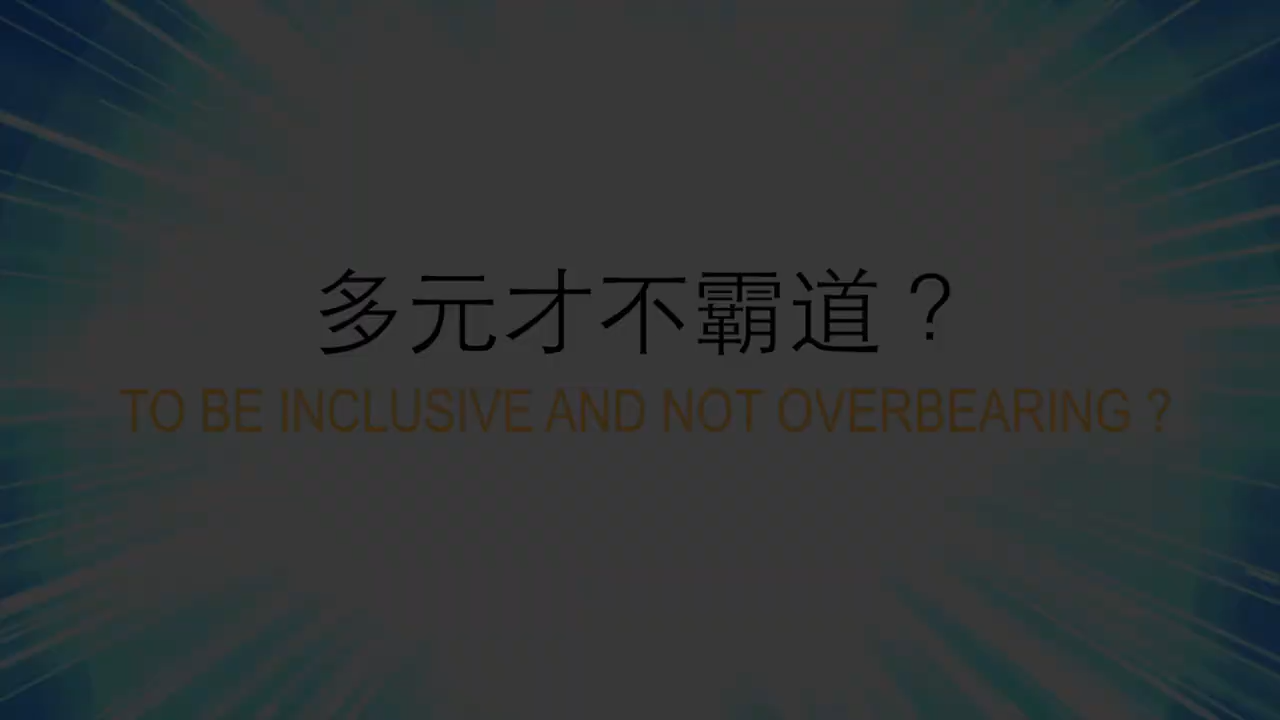 多元才不霸道？
TO BE INCLUSIVE AND NOT OVERBEARING ?